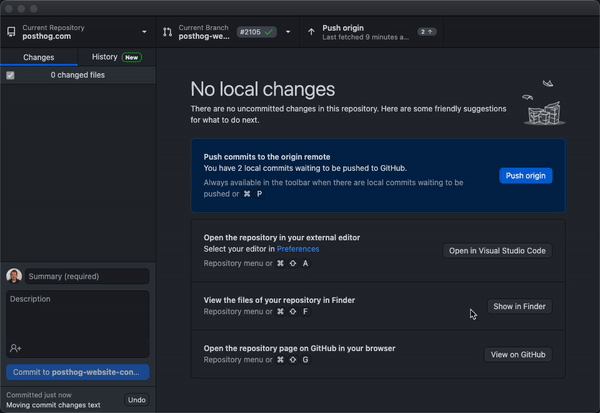 Current Repository
posthog.com
Current Branch
posthog-we...
#2105
Push origin
Last fetched 9 minutes a...
2
Changes
History
New
0 changed files
No local changes
There are no uncommitted changes in this repository. Here are some friendly suggestions
for what to do next.
Push commits to the origin remote
You have 2 local commits waiting to be pushed to GitHub.
Always available in the toolbar when there are local commits waiting to be
pushed or ⌘ P
Push origin
Open the repository in your external editor
Select your editor in Preferences
Repository menu or ⌘ ⇧ A
Open in Visual Studio Code
View the files of your repository in Finder
Repository menu or ⌘ ⇧ F
Show in Finder
Open the repository page on GitHub in your browser
Repository menu or ⌘ ⇧ G
View on GitHub
Summary (required)
Description
Commit to posthog-website-con...
Committed just now
Moving commit changes text
Undo